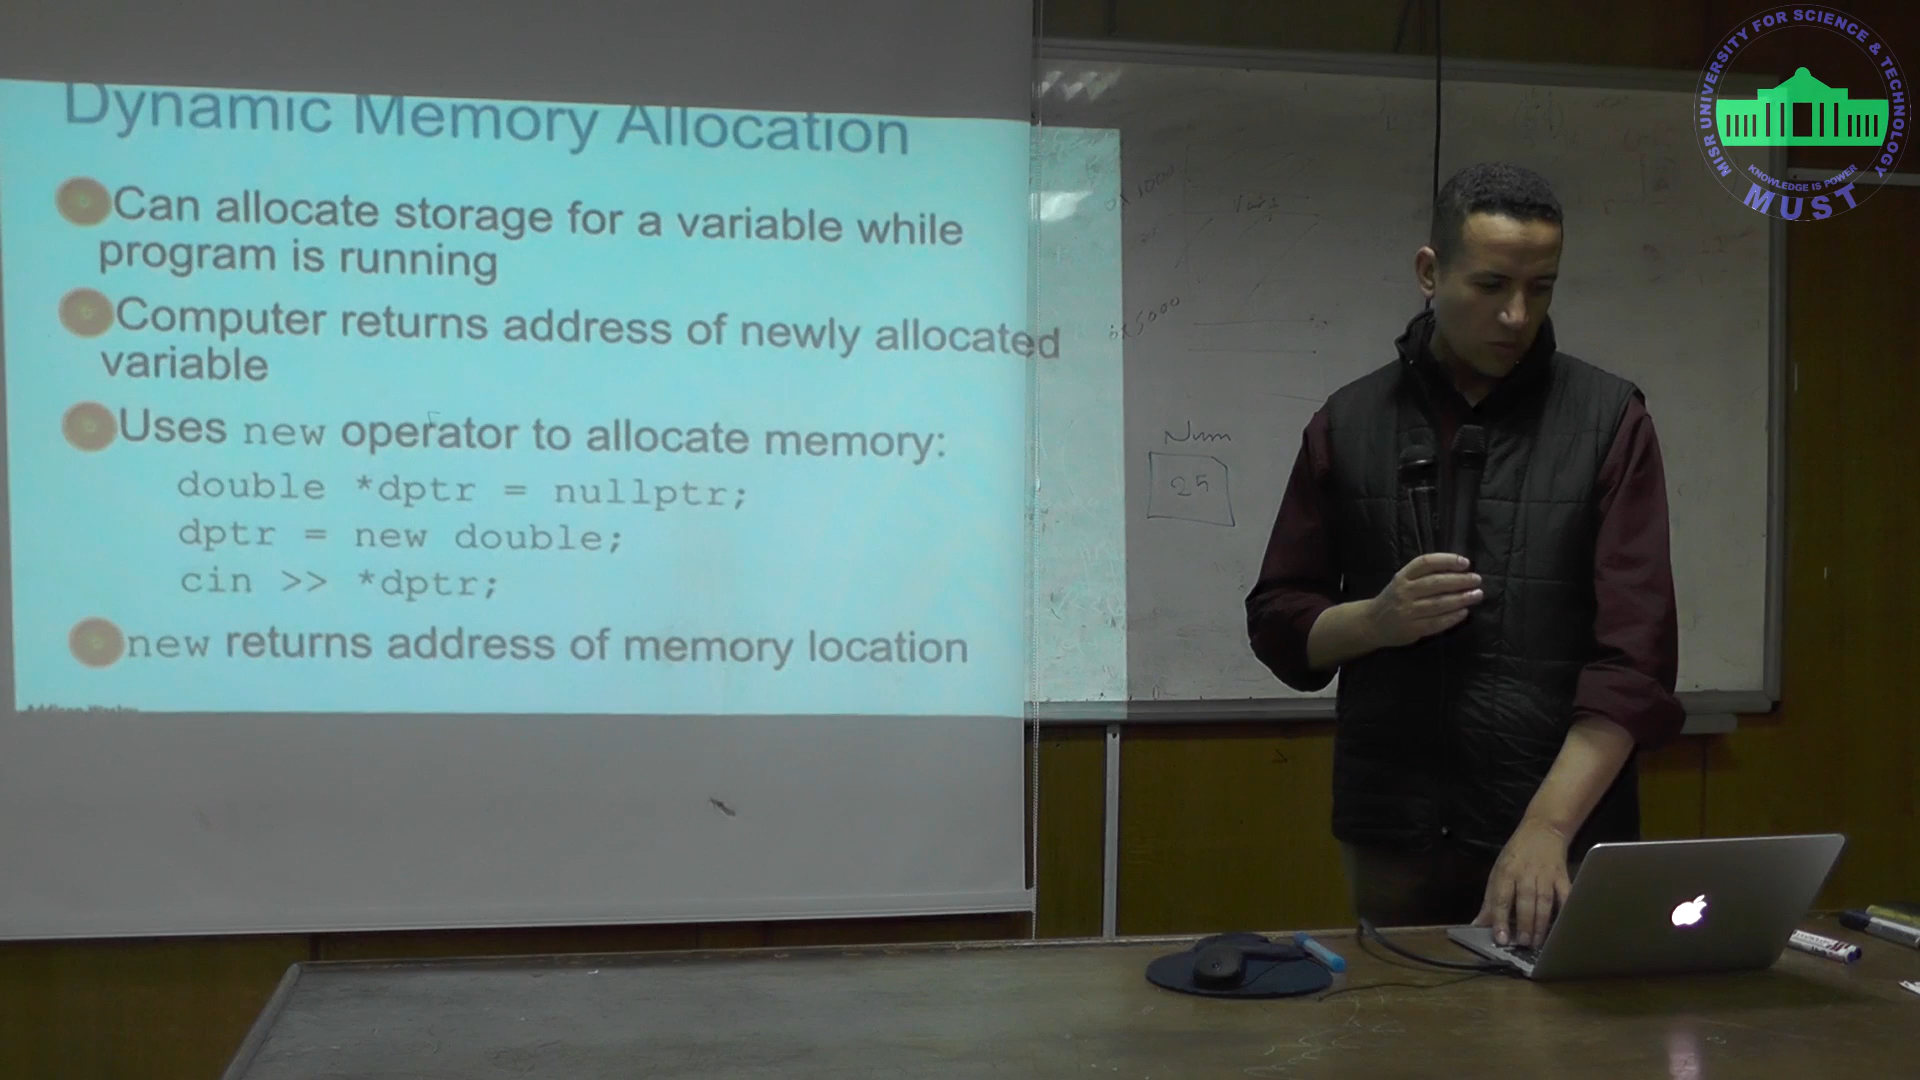 Dynamic Memory Allocation
Can allocate storage for a variable while
program is running
Computer returns address of newly allocated
variable
Uses new operator to allocate memory:
double *dptr = nullptr;
dptr = new double;
cin >> *dptr;
new returns address of memory location
0x1000
0x5000
Num
25
MISR UNIVERSITY FOR SCIENCE & TECHNOLOGY
KNOWLEDGE IS POWER
MUST